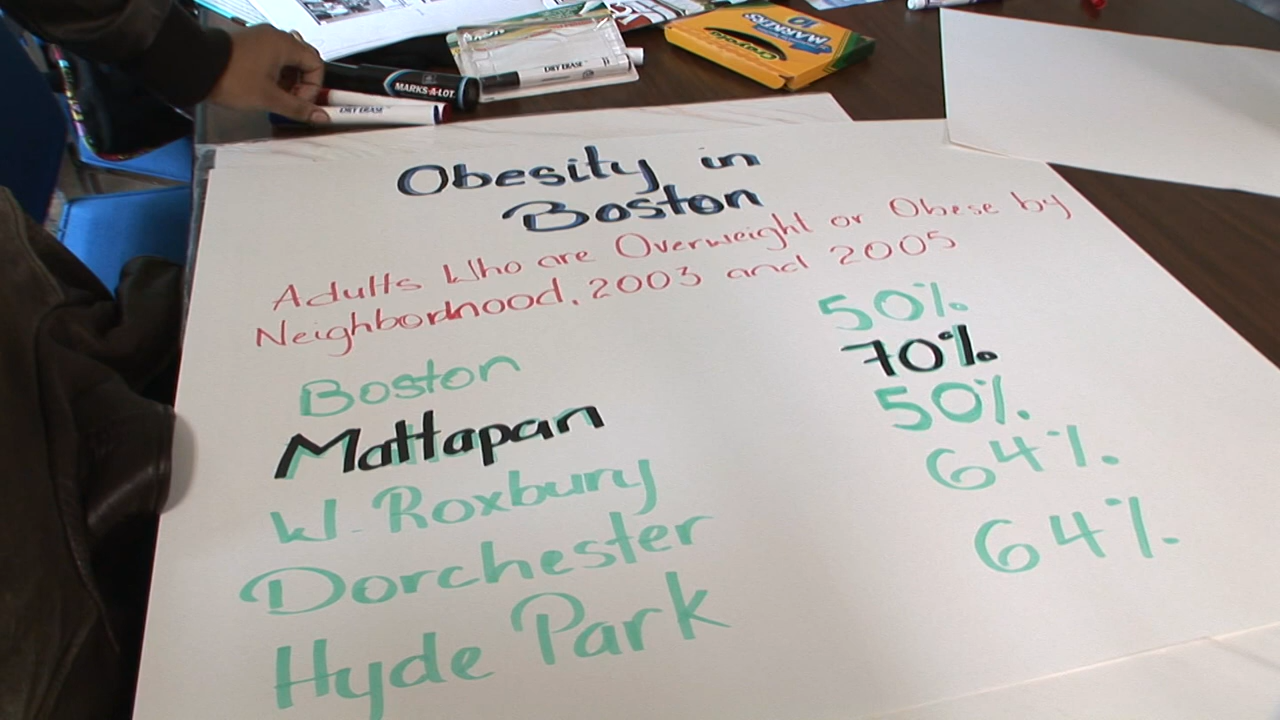 MARKS-A-LOT.
DRY ERASE
DRY ERASE
10
MARKERS
Crayola
Obesity in
Boston
Adults Who are Overweight or Obese by
Neighborhood, 2003 and 2005
Boston 50%
Mattapan 70%
W. Roxbury 50%
Dorchester 64%
Hyde Park 64%